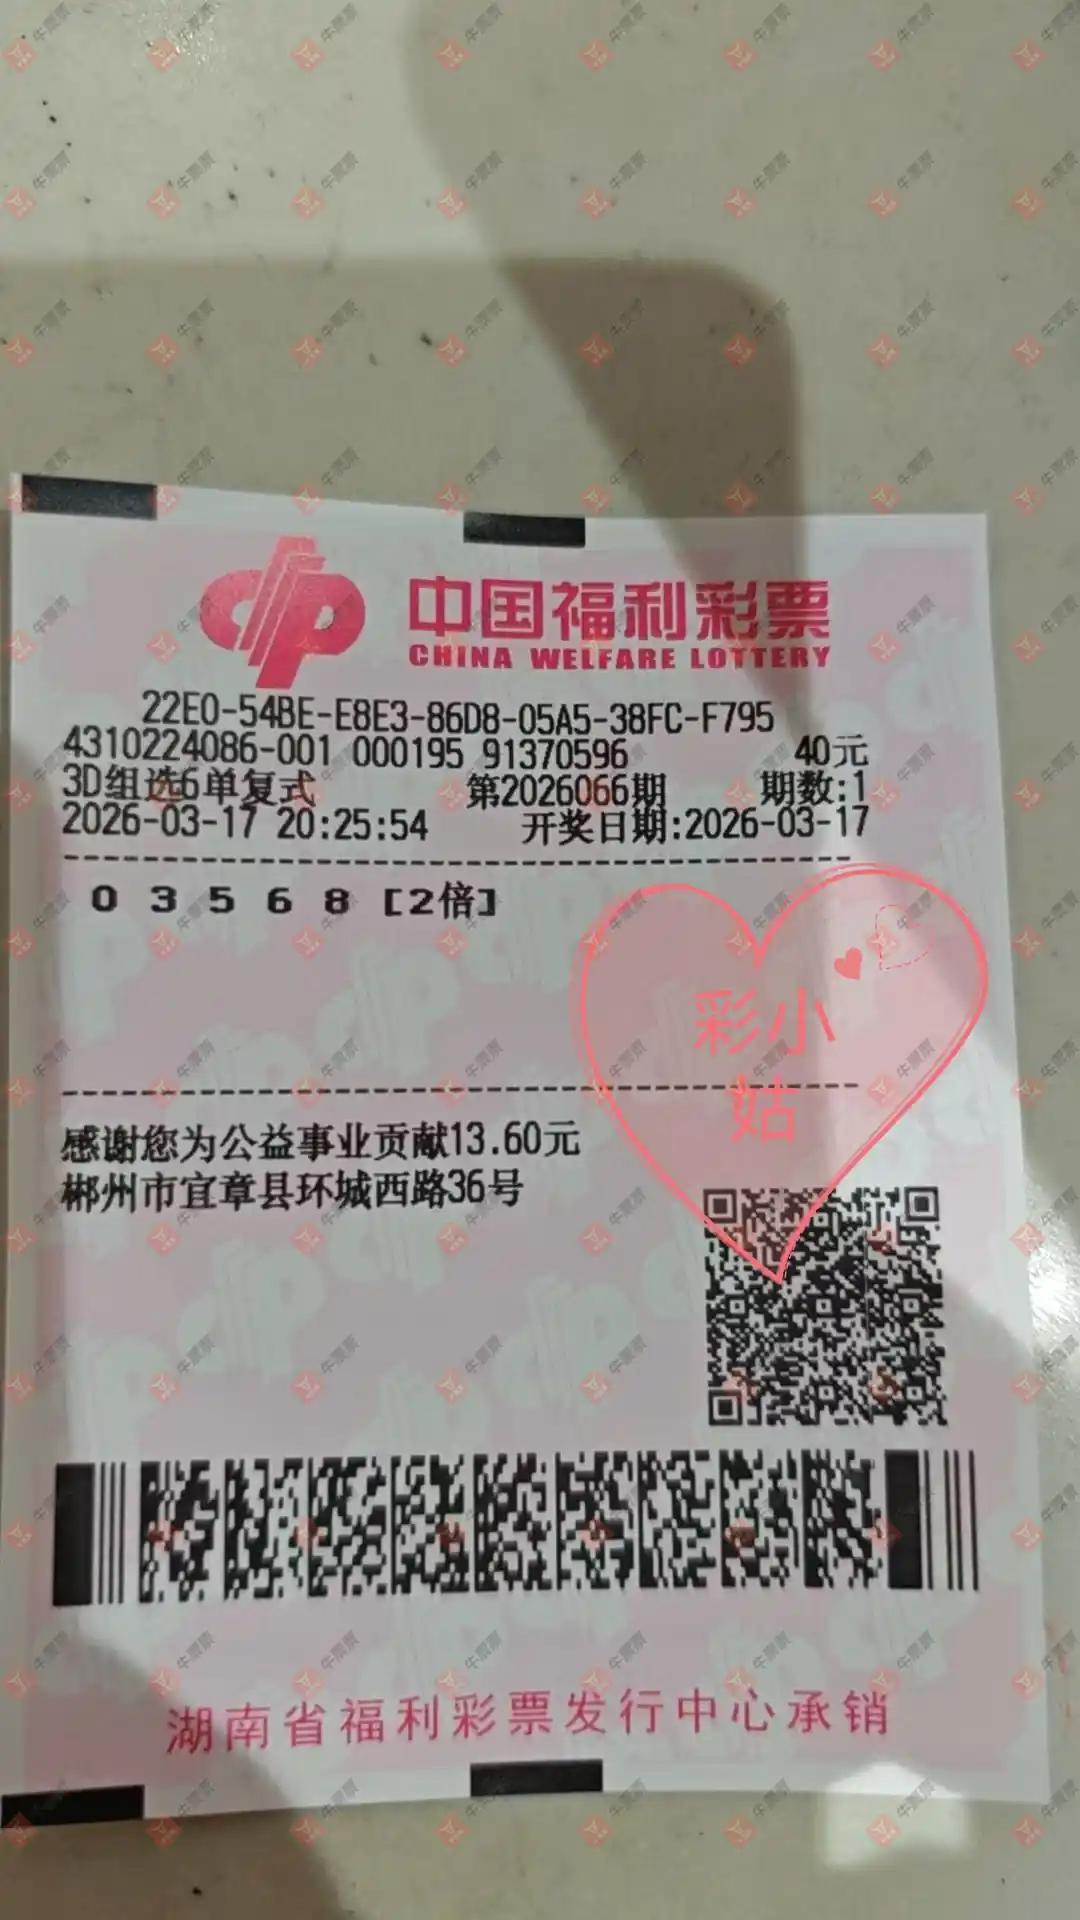 中国福利彩票
CHINA WELFARE LOTTERY
22E0-54BE-E8E3-86D8-05A5-38FC-F795
4310224086-001 000195 91370596 40元
3D组选6单复式 第2026066期 期数:1
2026-03-17 20:25:54 开奖日期:2026-03-17
0 3 5 6 8 [2倍]
彩小
姑
感谢您为公益事业贡献13.60元
郴州市宜章县环城西路36号
湖南省福利彩票发行中心承销
牛票票